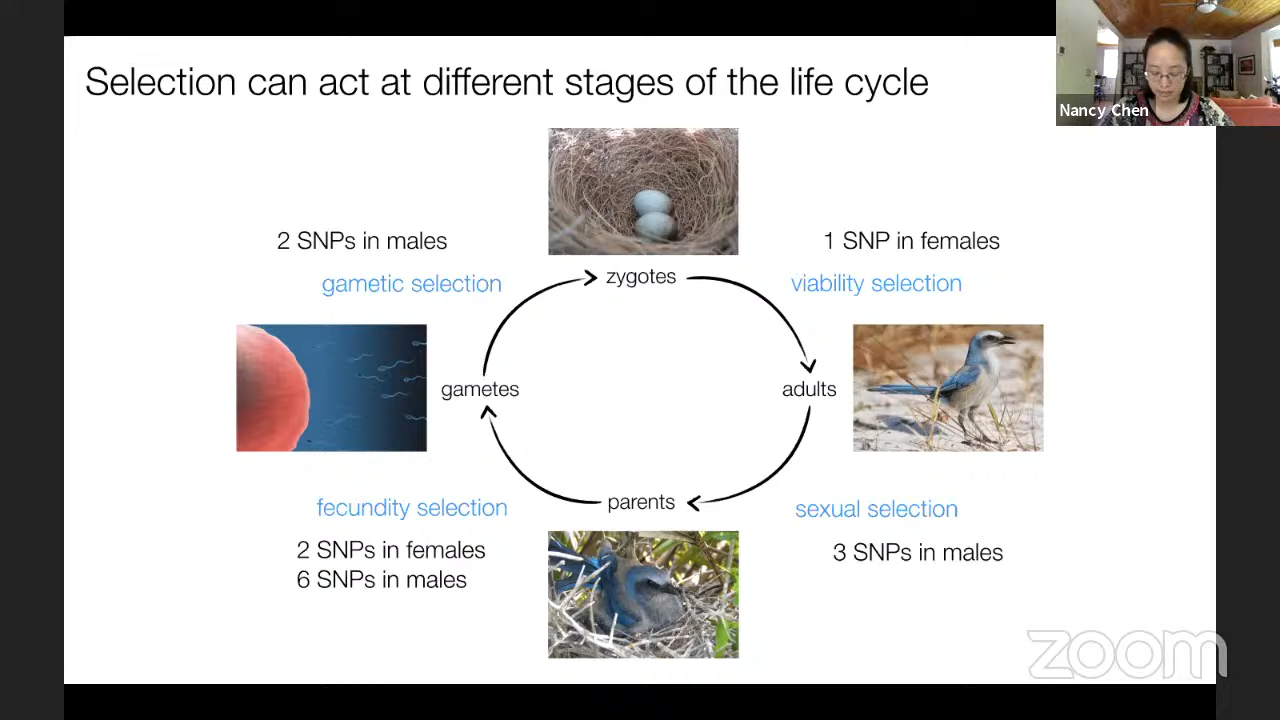 Selection can act at different stages of the life cycle
Nancy Chen
2 SNPs in males
1 SNP in females
gametic selection
zygotes
viability selection
gametes
adults
fecundity selection
parents
sexual selection
2 SNPs in females
6 SNPs in males
3 SNPs in males
zoom